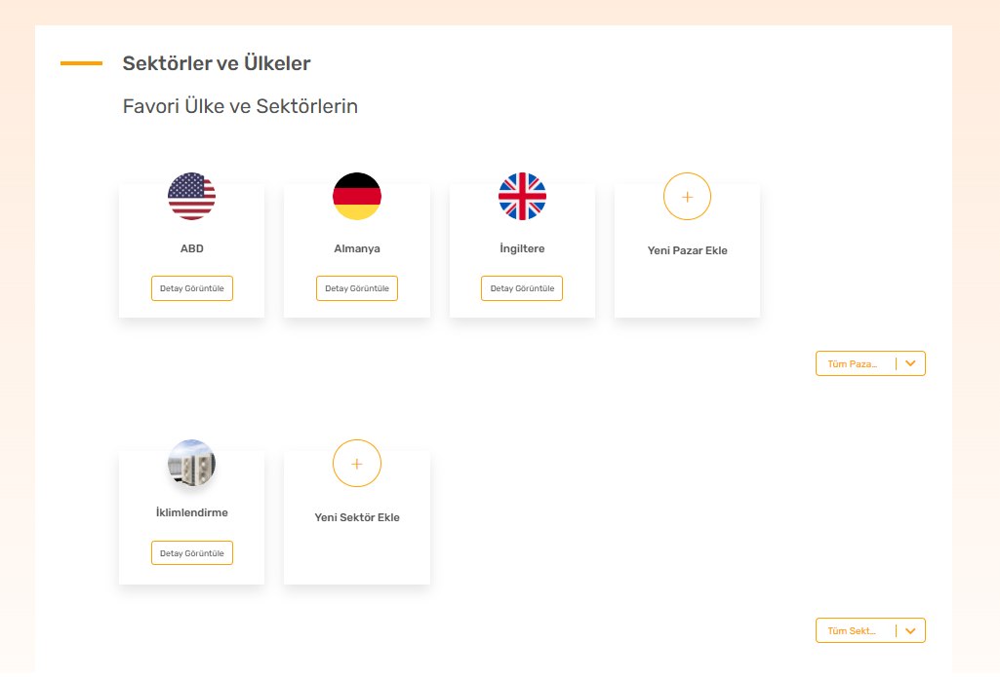 Sektörler ve Ülkeler
Favori Ülke ve Sektörlerin
ABD
Almanya
İngiltere
Yeni Pazar Ekle
Detay Görüntüle
Detay Görüntüle
Detay Görüntüle
Tüm Paza...
İklimlendirme
Yeni Sektör Ekle
Detay Görüntüle
Tüm Sekt...